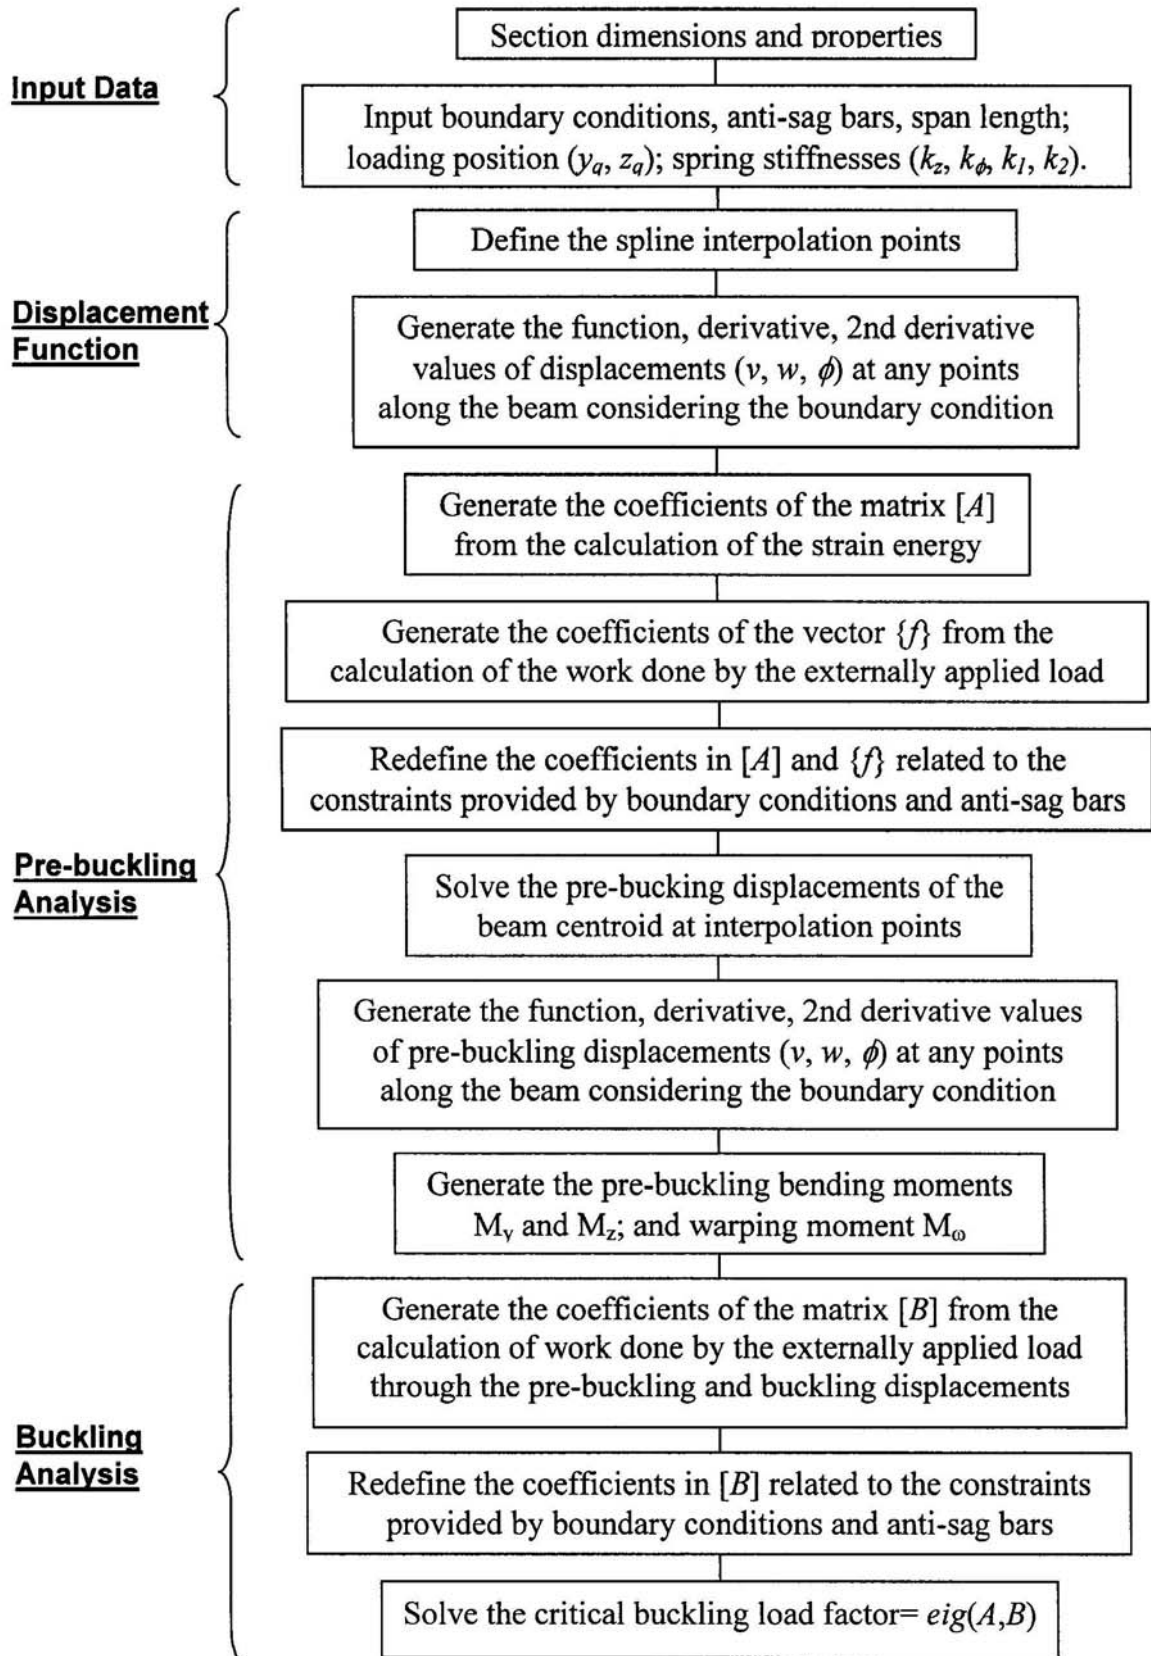 Input Data
Section dimensions and properties
Input boundary conditions, anti-sag bars, span length;
loading position (y_q, z_q); spring stiffnesses (k_z, k_ϕ, k_1, k_2).
Displacement
Function
Define the spline interpolation points
Generate the function, derivative, 2nd derivative
values of displacements (v, w, ϕ) at any points
along the beam considering the boundary condition
Pre-buckling
Analysis
Generate the coefficients of the matrix [A]
from the calculation of the strain energy
Generate the coefficients of the vector {f} from the
calculation of the work done by the externally applied load
Redefine the coefficients in [A] and {f} related to the
constraints provided by boundary conditions and anti-sag bars
Solve the pre-bucking displacements of the
beam centroid at interpolation points
Generate the function, derivative, 2nd derivative values
of pre-buckling displacements (v, w, ϕ) at any points
along the beam considering the boundary condition
Generate the pre-buckling bending moments
M_y and M_z; and warping moment M_ω
Buckling
Analysis
Generate the coefficients of the matrix [B] from the
calculation of work done by the externally applied load
through the pre-buckling and buckling displacements
Redefine the coefficients in [B] related to the constraints
provided by boundary conditions and anti-sag bars
Solve the critical buckling load factor= eig(A,B)